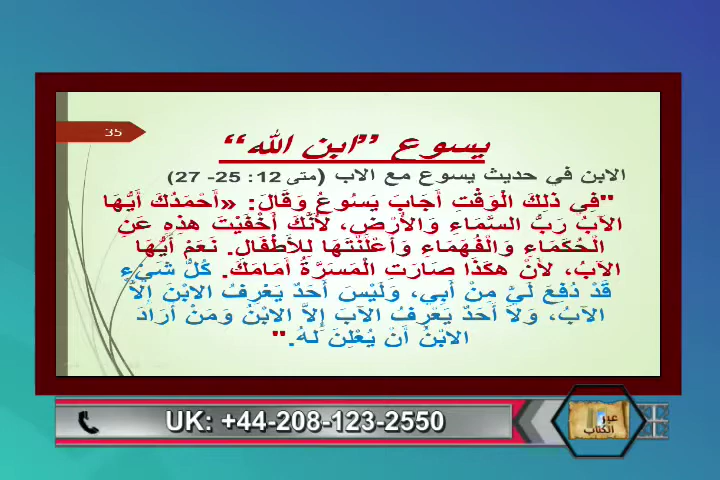 35
يسوع ”ابن الله“
الابن في حديث يسوع مع الاب (متى 12: 25- 27)
"فِي ذلِكَ الْوَقْتِ أَجَابَ يَسُوعُ وَقَالَ: «أَحْمَدُكَ أَيُّهَا
الآبُ رَبُّ السَّمَاءِ وَالأَرْضِ، لأَنَّكَ أَخْفَيْتَ هذِهِ عَنِ
الْحُكَمَاءِ وَالْفُهَمَاءِ وَأَعْلَنْتَهَا لِلأَطْفَالِ. نَعَمْ أَيُّهَا
الآبُ، لأَنْ هكَذَا صَارَتِ الْمَسَرَّةُ أَمَامَكَ. كُلُّ شَيْءٍ
قَدْ دُفِعَ لِيَّ مِنْ أَبِي، وَلَيْسَ أَحَدٌ يَعْرِفُ الابْنَ إِلاَّ
الآبُ، وَلاَ أَحَدٌ يَعْرِفُ الآبَ إِلاَّ الابْنُ وَمَنْ أَرَادَ
الابْنُ أَنْ يُعْلِنَ لَهُ."
UK: +44-208-123-2550
عبر
الكتاب